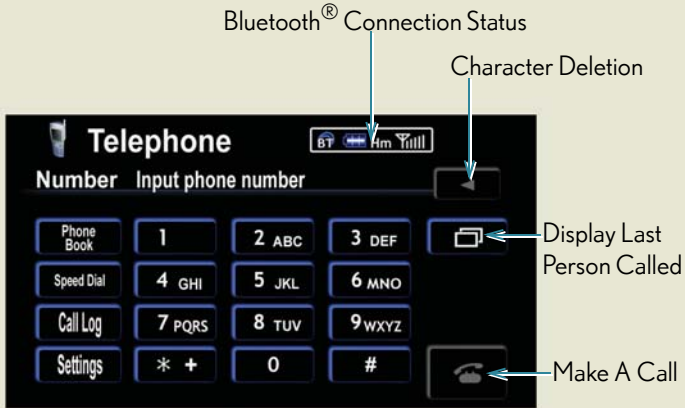 Bluetooth® Connection Status
Character Deletion
Telephone
BT Hm
Number Input phone number
Phone Book
1
2 ABC
3 DEF
Display Last Person Called
Speed Dial
4 GHI
5 JKL
6 MNO
Call Log
7 PQRS
8 TUV
9 WXYZ
Settings
* +
0
#
Make A Call